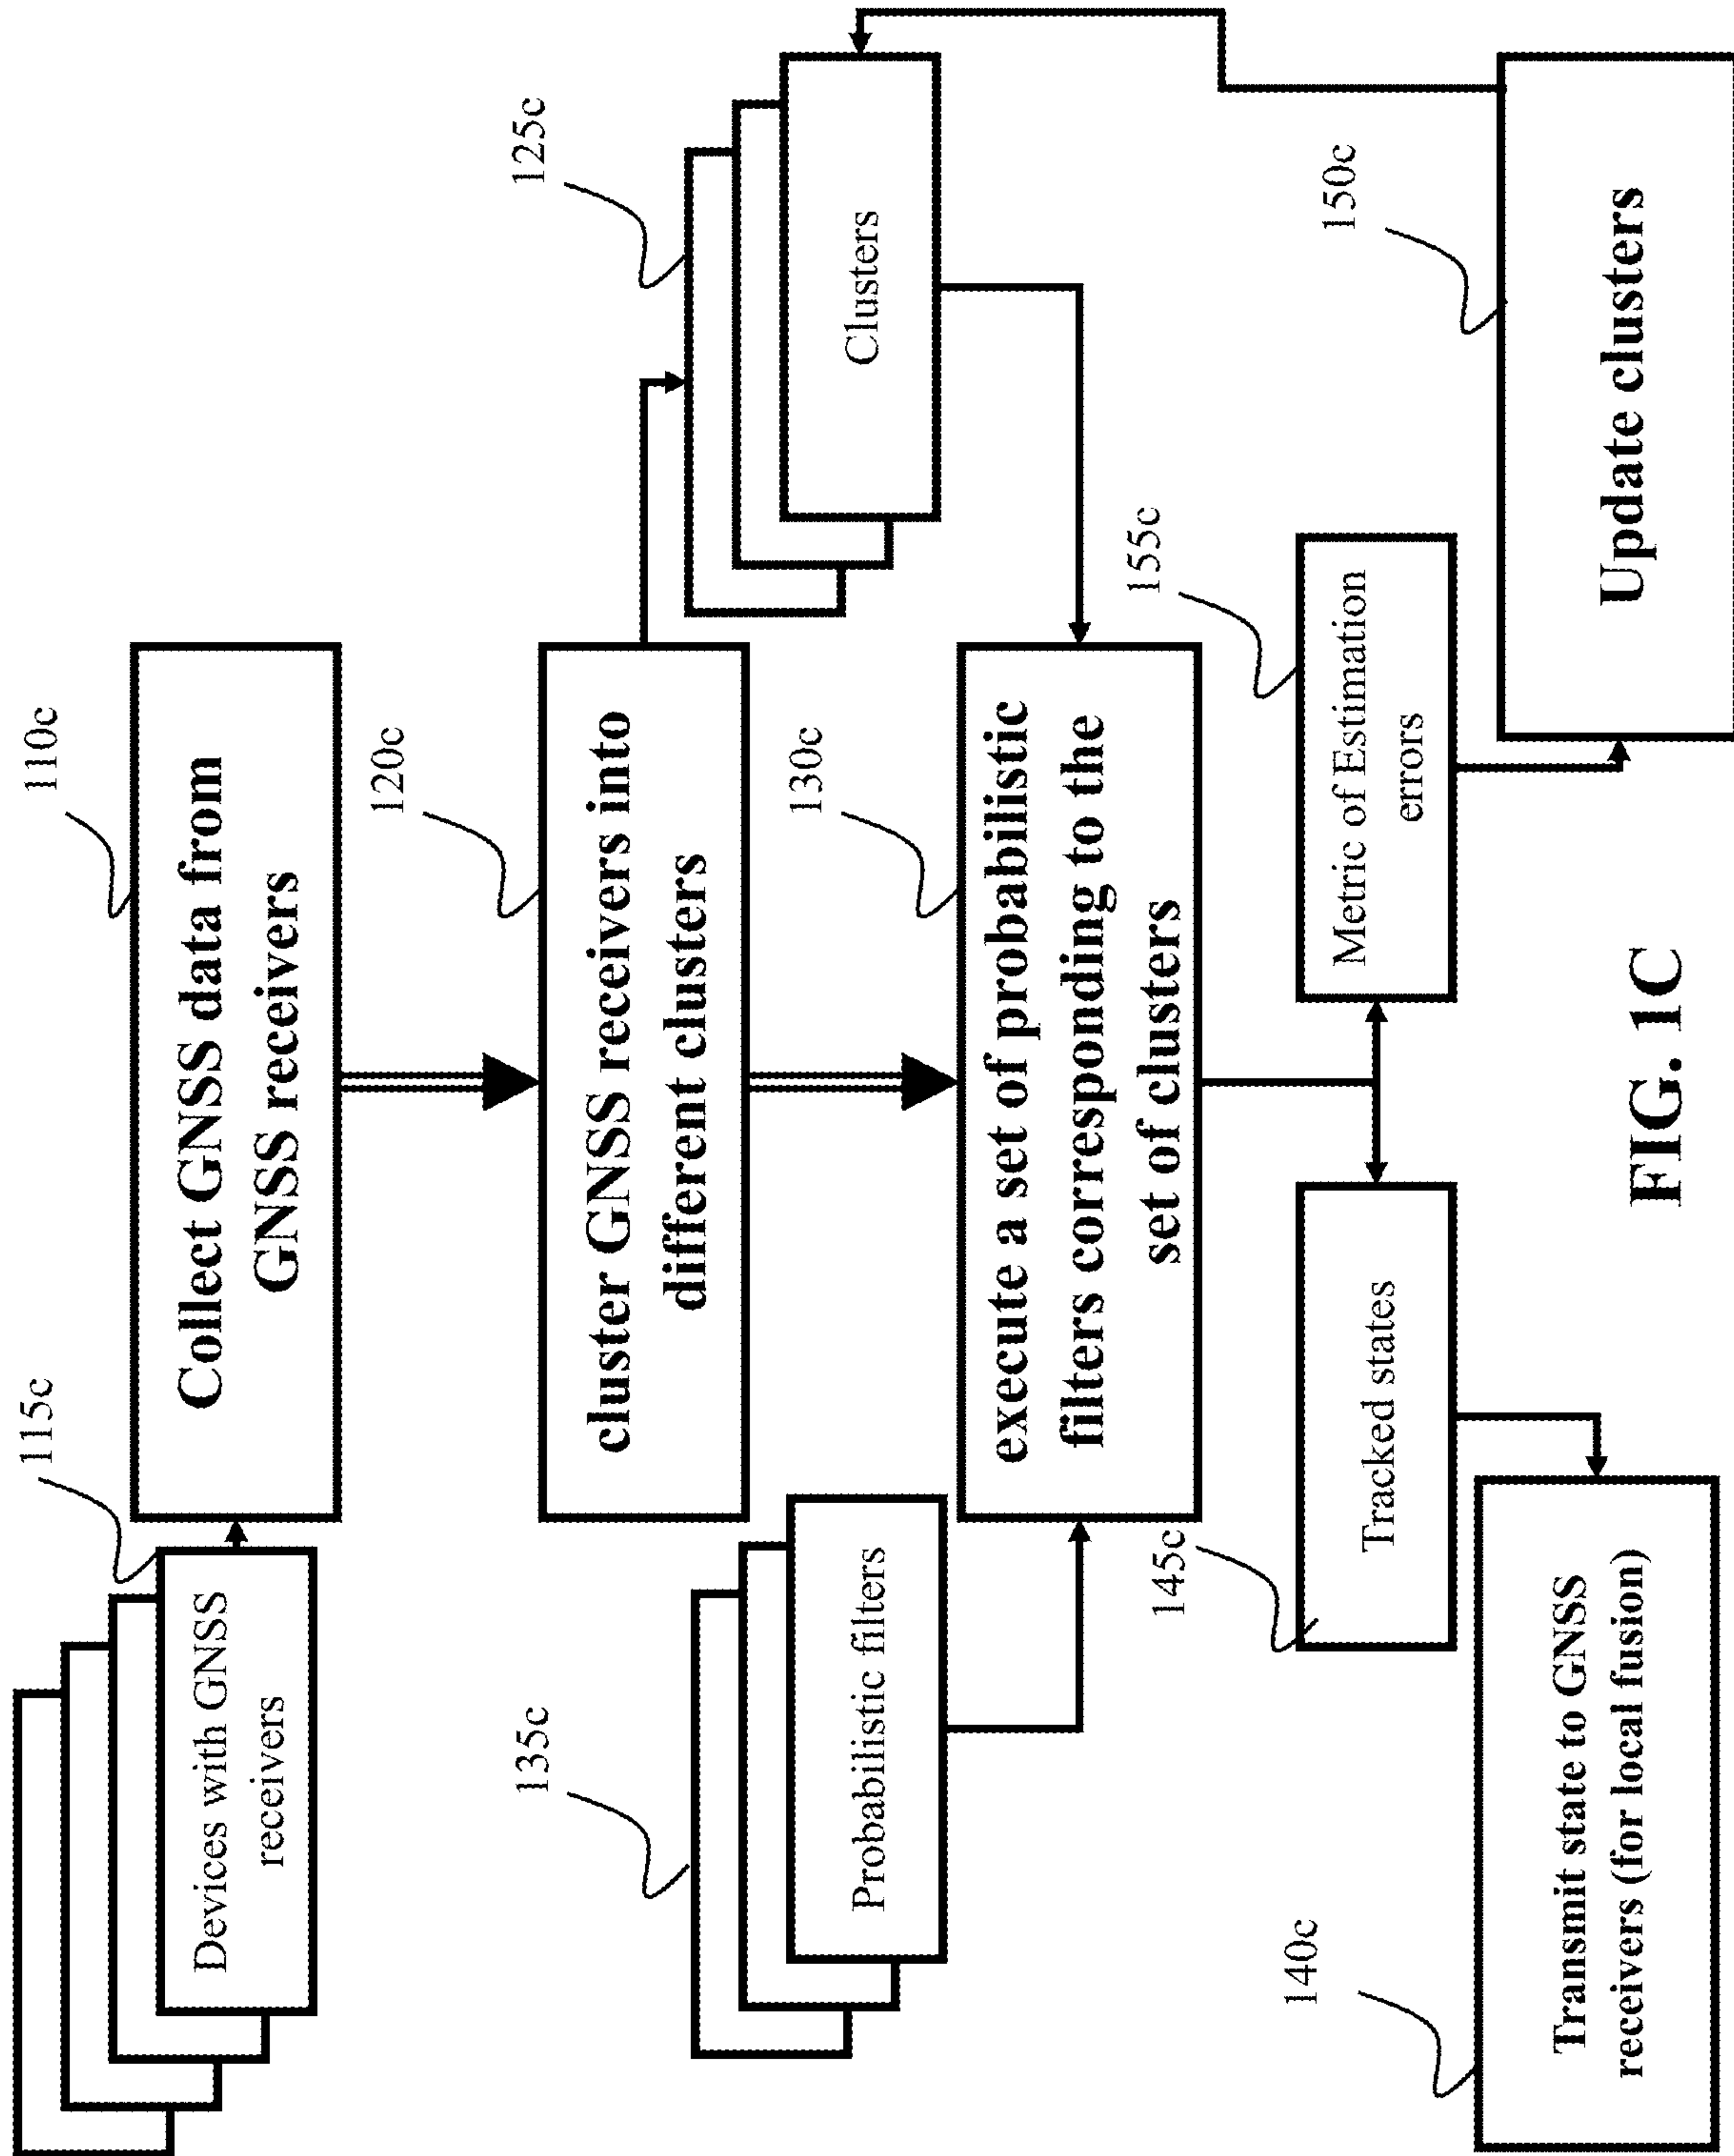 115c
Devices with GNSS
receivers
110c
Collect GNSS data from
GNSS receivers
120c
cluster GNSS receivers into
different clusters
125c
Clusters
135c
Probabilistic filters
130c
execute a set of probabilistic
filters corresponding to the
set of clusters
145c
Tracked states
155c
Metric of Estimation
errors
140c
Transmit state to GNSS
receivers (for local fusion)
150c
Update clusters
FIG. 1C